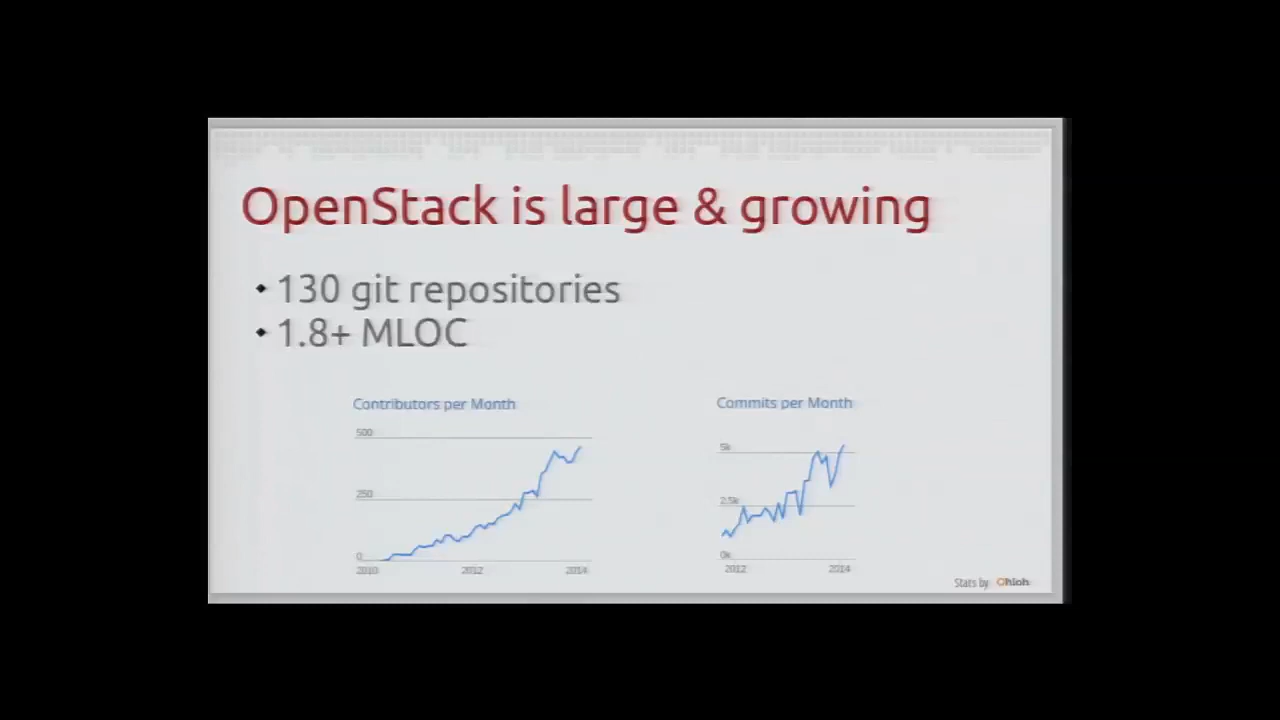 OpenStack is large & growing
• 130 git repositories
• 1.8+ MLOC
Contributors per Month
500
250
0
2010 2012 2014
Commits per Month
5k
2.5k
0k
2012 2014
Stats by Ohloh